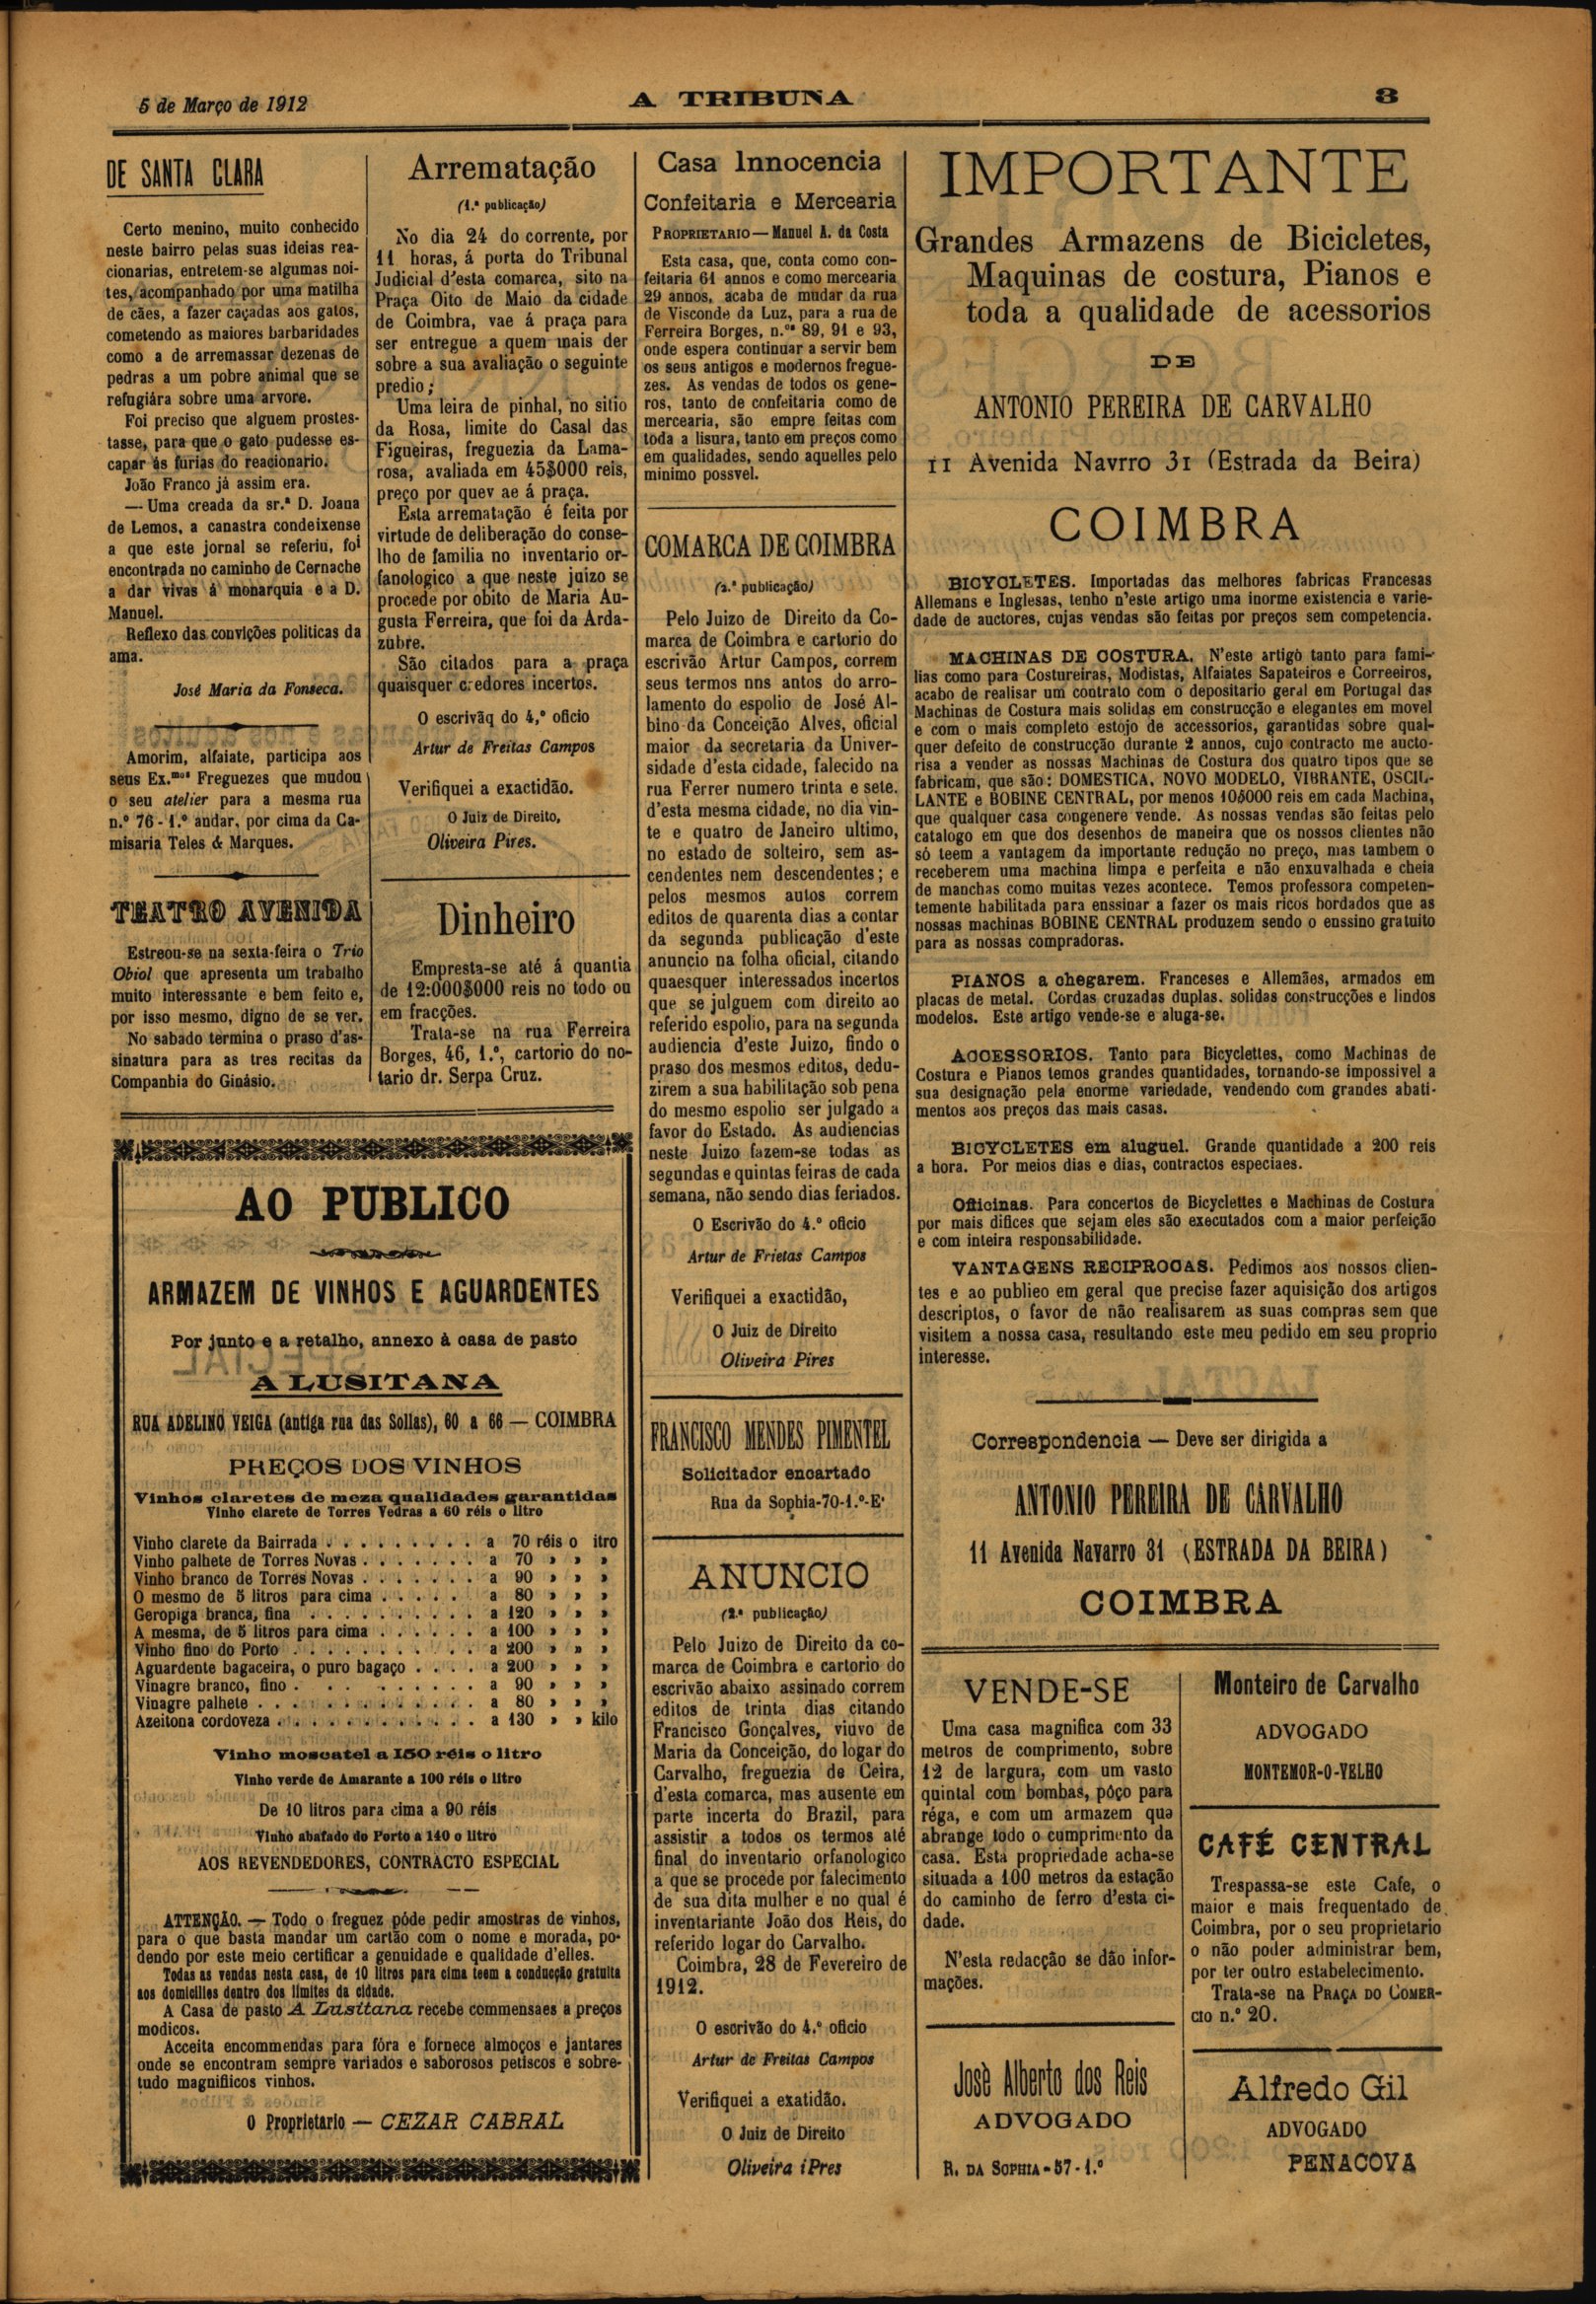 5 de Março de 1912
A TRIBUNA
3
DE SANTA CLARA
Certo menino, muito conhecido
neste bairro pelas suas ideias rea-
cionarias, entretem-se algumas noi-
tes, acompanhado por uma matilha
de cães, a fazer caçadas aos gatos,
cometendo as maiores barbaridades
como a de arremassar dezenas de
pedras a um pobre animal que se
refugiára sobre uma arvore.
Foi preciso que alguem prostes-
tasse, para que o gato pudesse es-
capar ás furias do reacionario.
João Franco já assim era.
— Uma creada da sr.ª D. Joana
de Lemos, a canastra condeixense
a que este jornal se referiu, foi
encontrada no caminho de Cernache
a dar vivas á monarquia e a D.
Manuel.
Reflexo das convições politicas da
ama.
José Maria da Fonseca.
Amorim, alfaiate, participa aos
seus Ex.mos Freguezes que mudou
o seu atelier para a mesma rua
n.º 76-1.º andar, por cima da Ca-
misaria Teles & Marques.
TEATRO AVENIDA
Estreou-se na sexta-feira o Trio
Obiol que apresenta um trabalho
muito interessante e bem feito e,
por isso mesmo, digno de se ver.
No sabado termina o praso d'as-
sinatura para as tres recitas da
Companhia do Ginásio.
Arrematação
(1.ª publicação)
No dia 24 do corrente, por
11 horas, á porta do Tribunal
Judicial d'esta comarca, sito na
Praça Oito de Maio da cidade
de Coimbra, vae á praça para
ser entregue a quem mais der
sobre a sua avaliação o seguinte
predio;
Uma leira de pinhal, no sitio
da Rosa, limite do Casal das
Figueiras, freguezia da Lama-
rosa, avaliada em 45$000 reis,
preço por quev ae á praça.
Esta arrematação é feita por
virtude de deliberação do conse-
lho de familia no inventario or-
fanologico a que neste juizo se
procede por obito de Maria Au-
gusta Ferreira, que foi da Arda-
zubre.
São citados para a praça
quaisquer credores incertos.
O escrivãq do 4,º oficio
Artur de Freitas Campos
Verifiquei a exactidão.
O Juiz de Direito,
Oliveira Pires.
Dinheiro
Empresta-se até á quantia
de 12:000$000 reis no todo ou
em fracções.
Trata-se na rua Ferreira
Borges, 46, 1.º, cartorio do no-
tario dr. Serpa Cruz.
AO PUBLICO
ARMAZEM DE VINHOS E AGUARDENTES
Por junto e a retalho, annexo à casa de pasto
A LUSITANA
RUA ADELINO VEIGA (antiga rua das Sollas), 60 a 66 — COIMBRA
PREÇOS DOS VINHOS
Vinhos claretes de meza qualidades garantidas
Vinho clarete de Torres Vedras a 60 réis o litro
Vinho clarete da Bairrada . . . . . . . . . . a 70 réis o itro
Vinho palhete de Torres Novas . . . . . . . a 70 » » »
Vinho branco de Torres Novas . . . . . . . a 90 » » »
O mesmo de 5 litros para cima . . . . . a 80 » » »
Geropiga branca, fina . . . . . . . . . . a 120 » » »
A mesma, de 5 litros para cima . . . . . . a 100 » » »
Vinho fino do Porto . . . . . . . . . . . a 200 » » »
Aguardente bagaceira, o puro bagaço . . . . a 200 » » »
Vinagre branco, fino . . . . . . . . . a 90 » » »
Vinagre palhete . . . . . . . . . . . . . a 80 » » »
Azeitona cordoveza . . . . . . . . . . . . a 130 » » kilo
Vinho moscatel a 150 réis o litro
Vinho verde de Amarante a 100 réis o litro
De 10 litros para cima a 90 réis
Vinho abafado do Porto a 140 o litro
AOS REVENDEDORES, CONTRACTO ESPECIAL
ATTENÇÃO. — Todo o freguez póde pedir amostras de vinhos,
para o que basta mandar um cartão com o nome e morada, po-
dendo por este meio certificar a genuidade e qualidade d'elles.
Todas as vendas nesta casa, de 10 litros para cima teem a conducção gratuita
aos domicilios dentro dos limites da cidade.
A Casa de pasto A Lusitana recebe commensaes a preços
modicos.
Acceita encommendas para fóra e fornece almoços e jantares
onde se encontram sempre variados e saborosos petiscos e sobre-
tudo magnificos vinhos.
O Proprietario — CEZAR CABRAL
Casa Innocencia
Confeitaria e Mercearia
PROPRIETARIO — Manuel A. da Costa
Esta casa, que, conta como con-
feitaria 61 annos e como mercearia
29 annos, acaba de mudar da rua
de Visconde da Luz, para a rua de
Ferreira Borges, n.os 89, 91 e 93,
onde espera continuar a servir bem
os seus antigos e modernos fregue-
zes. As vendas de todos os gene-
ros, tanto de confeitaria como de
mercearia, são empre feitas com
toda a lisura, tanto em preços como
em qualidades, sendo aquelles pelo
minimo possvel.
COMARCA DE COIMBRA
(2.ª publicação)
Pelo Juizo de Direito da Co-
marca de Coimbra e cartorio do
escrivão Artur Campos, correm
seus termos nns antos do arro-
lamento do espolio de José Al-
bino da Conceição Alves, oficial
maior da secretaria da Univer-
sidade d'esta cidade, falecido na
rua Ferrer numero trinta e sete,
d'esta mesma cidade, no dia vin-
te e quatro de Janeiro ultimo,
no estado de solteiro, sem as-
cendentes nem descendentes; e
pelos mesmos autos correm
editos de quarenta dias a contar
da segunda publicação d'este
anuncio na folha oficial, citando
quaesquer interessados incertos
que se julguem com direito ao
referido espolio, para na segunda
audiencia d'este Juizo, findo o
praso dos mesmos editos, dedu-
zirem a sua habilitação sob pena
do mesmo espolio ser julgado a
favor do Estado. As audiencias
neste Juizo fazem-se todas as
segundas e quintas feiras de cada
semana, não sendo dias feriados.
O Escrivão do 4.º oficio
Artur de Frietas Campos
Verifiquei a exactidão,
O Juiz de Direito
Oliveira Pires
FRANCISCO MENDES PIMENTEL
Solicitador encartado
Rua da Sophia-70-1.º-E·
ANUNCIO
(2.ª publicação)
Pelo Juizo de Direito da co-
marca de Coimbra e cartorio do
escrivão abaixo assinado correm
editos de trinta dias citando
Francisco Gonçalves, viuvo de
Maria da Conceição, do logar do
Carvalho, freguezia de Ceira,
d'esta comarca, mas ausente em
parte incerta do Brazil, para
assistir a todos os termos até
final do inventario orfanologico
a que se procede por falecimento
de sua dita mulher e no qual é
inventariante João dos Reis, do
referido logar do Carvalho.
Coimbra, 28 de Fevereiro de
1912.
O escrivão do 4.º oficio
Artur de Freitas Campos
Verifiquei a exatidão.
O Juiz de Direito
Oliveira iPres
IMPORTANTE
Grandes Armazens de Bicicletes,
Maquinas de costura, Pianos e
toda a qualidade de acessorios
DE
ANTONIO PEREIRA DE CARVALHO
11 Avenida Navrro 31 (Estrada da Beira)
COIMBRA
BICYCLETES. Importadas das melhores fabricas Francesas
Allemans e Inglesas, tenho n'este artigo uma inorme existencia e varie-
dade de auctores, cujas vendas são feitas por preços sem competencia.
MACHINAS DE COSTURA. N'este artigo tanto para fami-
lias como para Costureiras, Modistas, Alfaiates Sapateiros e Correeiros,
acabo de realisar um contrato com o depositario geral em Portugal das
Machinas de Costura mais solidas em construcção e elegantes em movel
e com o mais completo estojo de accessorios, garantidas sobre qual-
quer defeito de construcção durante 2 annos, cujo contracto me aucto-
risa a vender as nossas Machinas de Costura dos quatro tipos que se
fabricam, que são: DOMESTICA, NOVO MODELO, VIBRANTE, OSCIL-
LANTE e BOBINE CENTRAL, por menos 10$000 reis em cada Machina,
que qualquer casa congenere vende. As nossas vendas são feitas pelo
catalogo em que dos desenhos de maneira que os nossos clientes não
só teem a vantagem da importante redução no preço, mas tambem o
receberem uma machina limpa e perfeita e não enxuvalhada e cheia
de manchas como muitas vezes acontece. Temos professora competen-
temente habilitada para enssinar a fazer os mais ricos bordados que as
nossas machinas BOBINE CENTRAL produzem sendo o enssino gratuito
para as nossas compradoras.
PIANOS a chegarem. Franceses e Allemães, armados em
placas de metal. Cordas cruzadas duplas. solidas construcções e lindos
modelos. Este artigo vende-se e aluga-se.
ACCESSORIOS. Tanto para Bicyclettes, como Machinas de
Costura e Pianos temos grandes quantidades, tornando-se impossivel a
sua designação pela enorme variedade, vendendo com grandes abati-
mentos aos preços das mais casas.
BICYCLETES em aluguel. Grande quantidade a 200 reis
a hora. Por meios dias e dias, contractos especiaes.
Officinas. Para concertos de Bicyclettes e Machinas de Costura
por mais difices que sejam eles são executados com a maior perfeição
e com inteira responsabilidade.
VANTAGENS RECIPROCAS. Pedimos aos nossos clien-
tes e ao publieo em geral que precise fazer aquisição dos artigos
descriptos, o favor de não realisarem as suas compras sem que
visitem a nossa casa, resultando este meu pedido em seu proprio
interesse.
Correspondencia — Deve ser dirigida a
ANTONIO PEREIRA DE CARVALHO
11 Avenida Navarro 31 (ESTRADA DA BEIRA)
COIMBRA
VENDE-SE
Uma casa magnifica com 33
metros de comprimento, sobre
12 de largura, com um vasto
quintal com bombas, póço para
réga, e com um armazem que
abrange todo o cumprimento da
casa. Esta propriedade acha-se
situada a 100 metros da estação
do caminho de ferro d'esta ci-
dade.
N'esta redacção se dão infor-
mações.
Josè Alberto dos Reis
ADVOGADO
R. DA SOPHIA-57-1.º
Monteiro de Carvalho
ADVOGADO
MONTEMOR-O-VELHO
CAFÉ CENTRAL
Trespassa-se este Cafe, o
maior e mais frequentado de
Coimbra, por o seu proprietario
o não poder administrar bem,
por ter outro estabelecimento.
Trata-se na PRAÇA DO COMER-
CIO n.º 20.
Alfredo Gil
ADVOGADO
PENACOVA